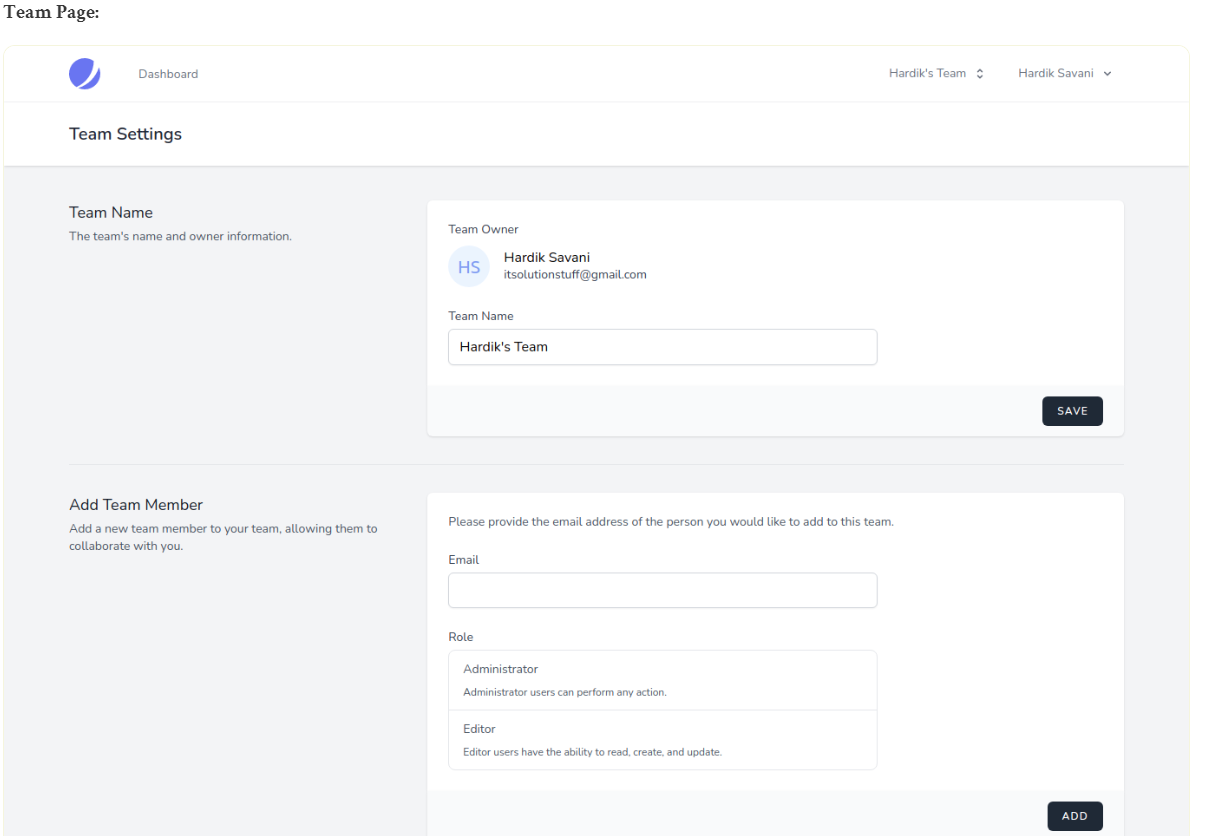 Team Page:
Dashboard
Hardik's Team
Hardik Savani
Team Settings
Team Name
The team's name and owner information.
Team Owner
HS
Hardik Savani
itsolutionstuff@gmail.com
Team Name
Hardik's Team
SAVE
Add Team Member
Add a new team member to your team, allowing them to
collaborate with you.
Please provide the email address of the person you would like to add to this team.
Email
Role
Administrator
Administrator users can perform any action.
Editor
Editor users have the ability to read, create, and update.
ADD